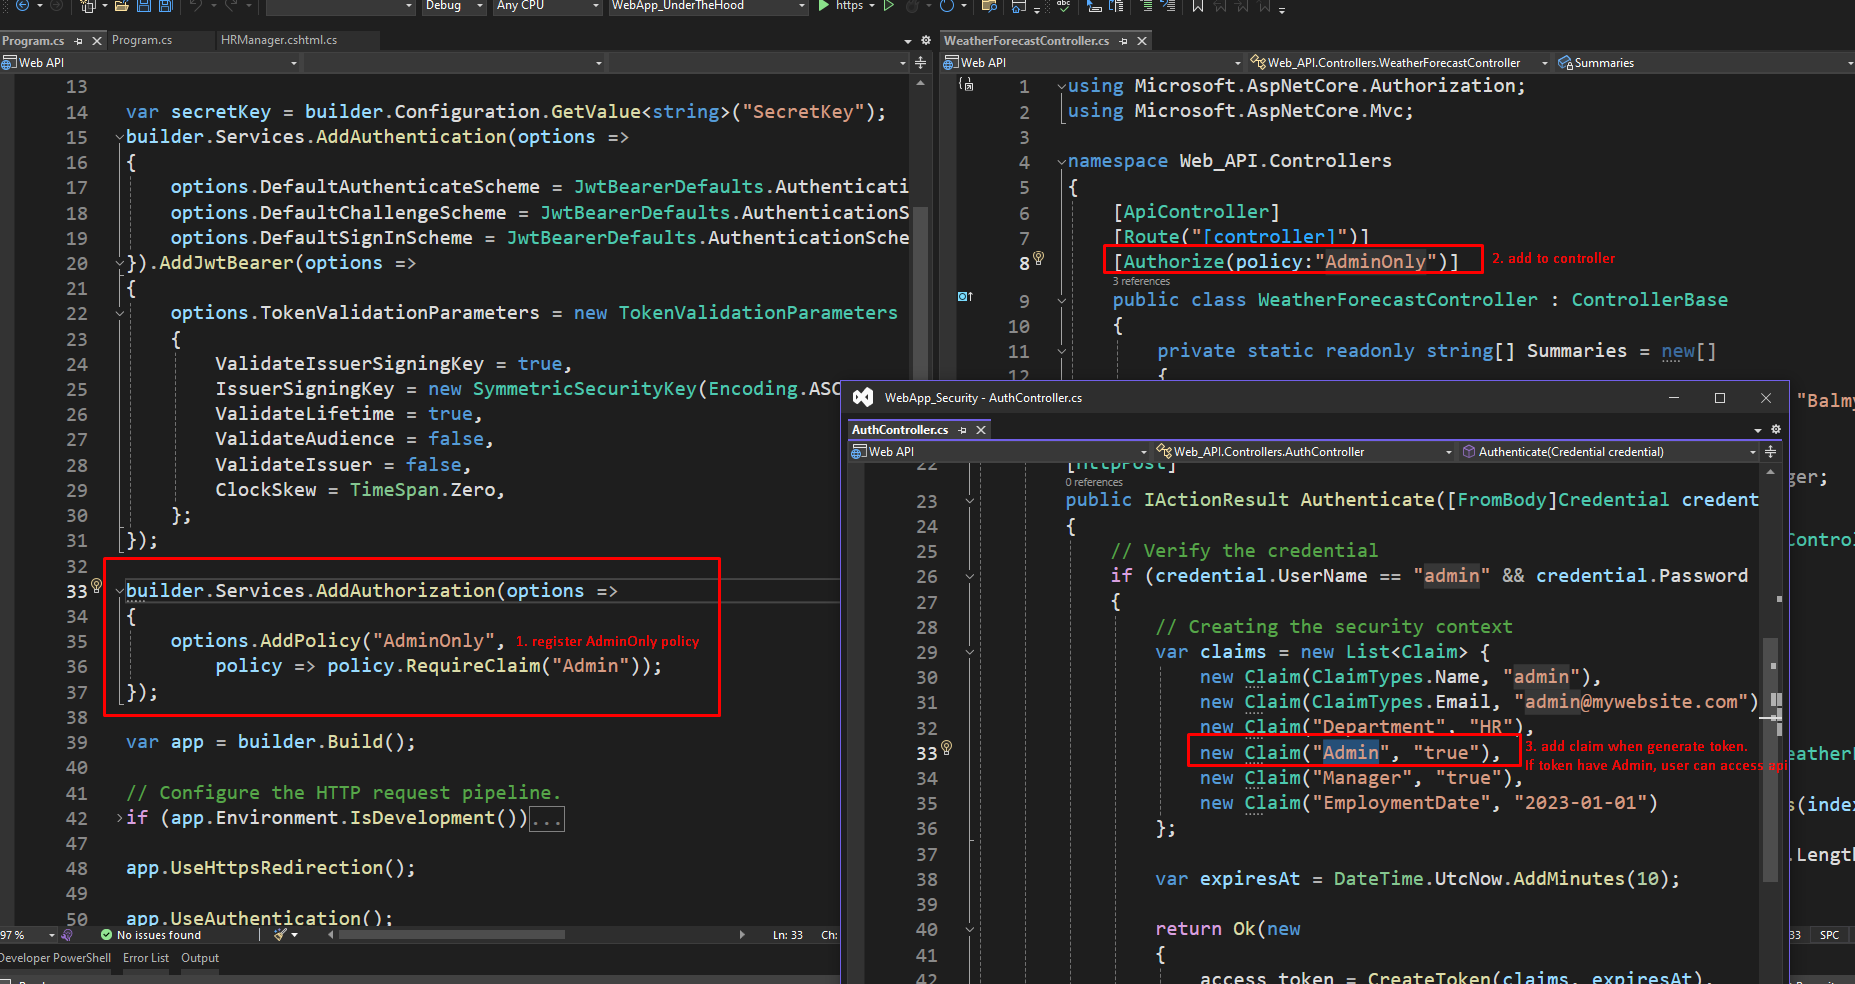 Debug
Any CPU
WebApp_UnderTheHood
https
Program.cs
Program.cs
HRManager.cshtml.cs
Web API
13
14 var secretKey = builder.Configuration.GetValue<string>("SecretKey");
15 builder.Services.AddAuthentication(options =>
16 {
17 options.DefaultAuthenticateScheme = JwtBearerDefaults.Authenticati
18 options.DefaultChallengeScheme = JwtBearerDefaults.AuthenticationS
19 options.DefaultSignInScheme = JwtBearerDefaults.AuthenticationSche
20 }).AddJwtBearer(options =>
21 {
22 options.TokenValidationParameters = new TokenValidationParameters
23 {
24 ValidateIssuerSigningKey = true,
25 IssuerSigningKey = new SymmetricSecurityKey(Encoding.ASC
26 ValidateLifetime = true,
27 ValidateAudience = false,
28 ValidateIssuer = false,
29 ClockSkew = TimeSpan.Zero,
30 };
31 });
32
33 builder.Services.AddAuthorization(options =>
34 {
35 options.AddPolicy("AdminOnly", 1. register AdminOnly policy
36 policy => policy.RequireClaim("Admin"));
37 });
38
39 var app = builder.Build();
40
41 // Configure the HTTP request pipeline.
42 if (app.Environment.IsDevelopment())...
47
48 app.UseHttpsRedirection();
49
50 app.UseAuthentication();
97 %
No issues found
Ln: 33
Ch:
Developer PowerShell
Error List
Output
WeatherForecastController.cs
Web API
Web_API.Controllers.WeatherForecastController
Summaries
1 using Microsoft.AspNetCore.Authorization;
2 using Microsoft.AspNetCore.Mvc;
3
4 namespace Web_API.Controllers
5 {
6 [ApiController]
7 [Route("[controller]")]
8 [Authorize(policy:"AdminOnly")] 2. add to controller
3 references
9 public class WeatherForecastController : ControllerBase
10 {
11 private static readonly string[] Summaries = new[]
12 {
"Balmy
ger;
Control
eatherF
s(index
.Length
33
SPC
WebApp_Security - AuthController.cs
AuthController.cs
Web API
Web_API.Controllers.AuthController
Authenticate(Credential credential)
22 [HttpPost]
0 references
23 public IActionResult Authenticate([FromBody]Credential credent
24 {
25 // Verify the credential
26 if (credential.UserName == "admin" && credential.Password
27 {
28 // Creating the security context
29 var claims = new List<Claim> {
30 new Claim(ClaimTypes.Name, "admin"),
31 new Claim(ClaimTypes.Email, "admin@mywebsite.com")
32 new Claim("Department", "HR"),
33 new Claim("Admin", "true"), 3. add claim when generate token.
If token have Admin, user can access api
34 new Claim("Manager", "true"),
35 new Claim("EmploymentDate", "2023-01-01")
36 };
37
38 var expiresAt = DateTime.UtcNow.AddMinutes(10);
39
40 return Ok(new
41 {
42 access_token = CreateToken(claims, expiresAt),